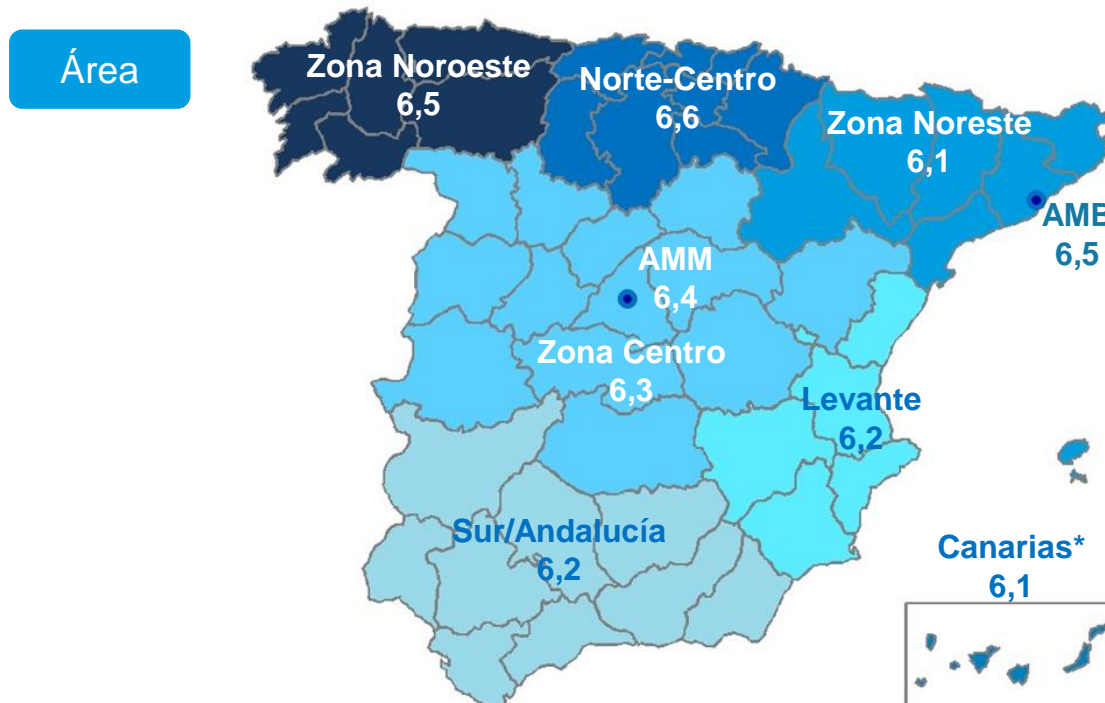 Área
Zona Noroeste
6,5
Norte-Centro
6,6
Zona Noreste
6,1
AMB
6,5
AMM
6,4
Zona Centro
6,3
Levante
6,2
Sur/Andalucía
6,2
Canarias*
6,1